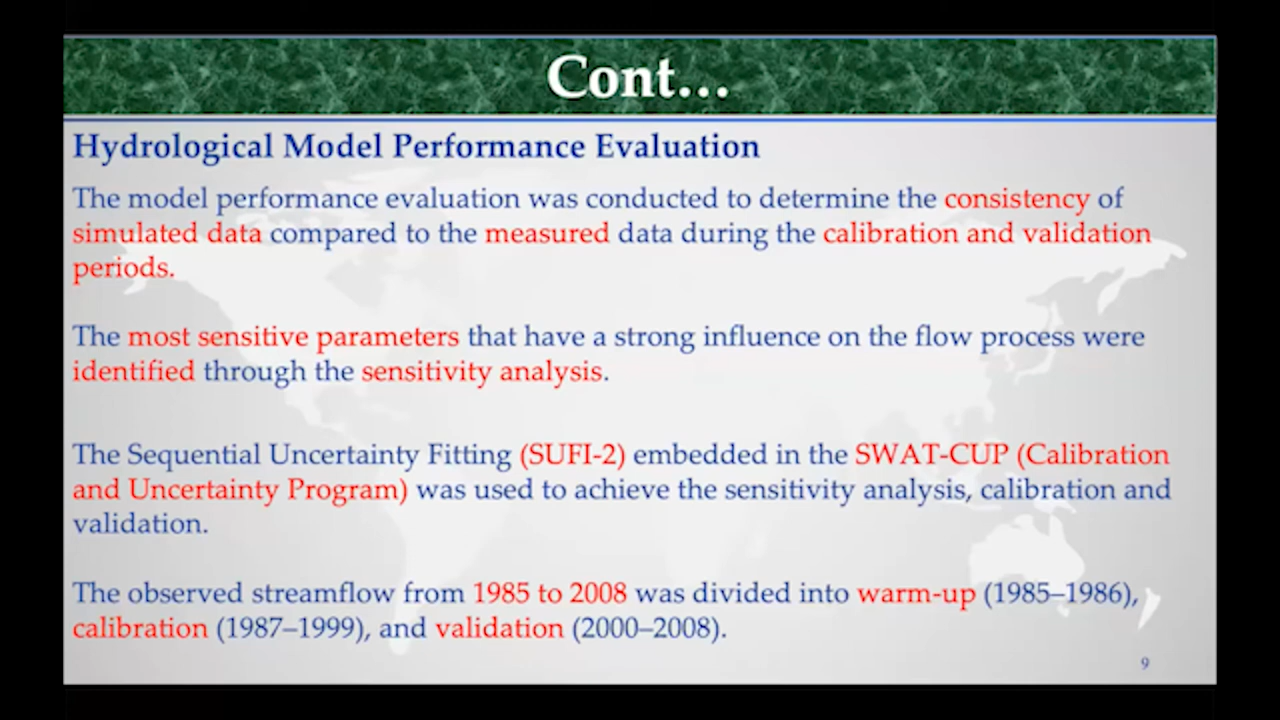 Cont...
Hydrological Model Performance Evaluation
The model performance evaluation was conducted to determine the consistency of
simulated data compared to the measured data during the calibration and validation
periods.
The most sensitive parameters that have a strong influence on the flow process were
identified through the sensitivity analysis.
The Sequential Uncertainty Fitting (SUFI-2) embedded in the SWAT-CUP (Calibration
and Uncertainty Program) was used to achieve the sensitivity analysis, calibration and
validation.
The observed streamflow from 1985 to 2008 was divided into warm-up (1985–1986),
calibration (1987–1999), and validation (2000–2008).
9